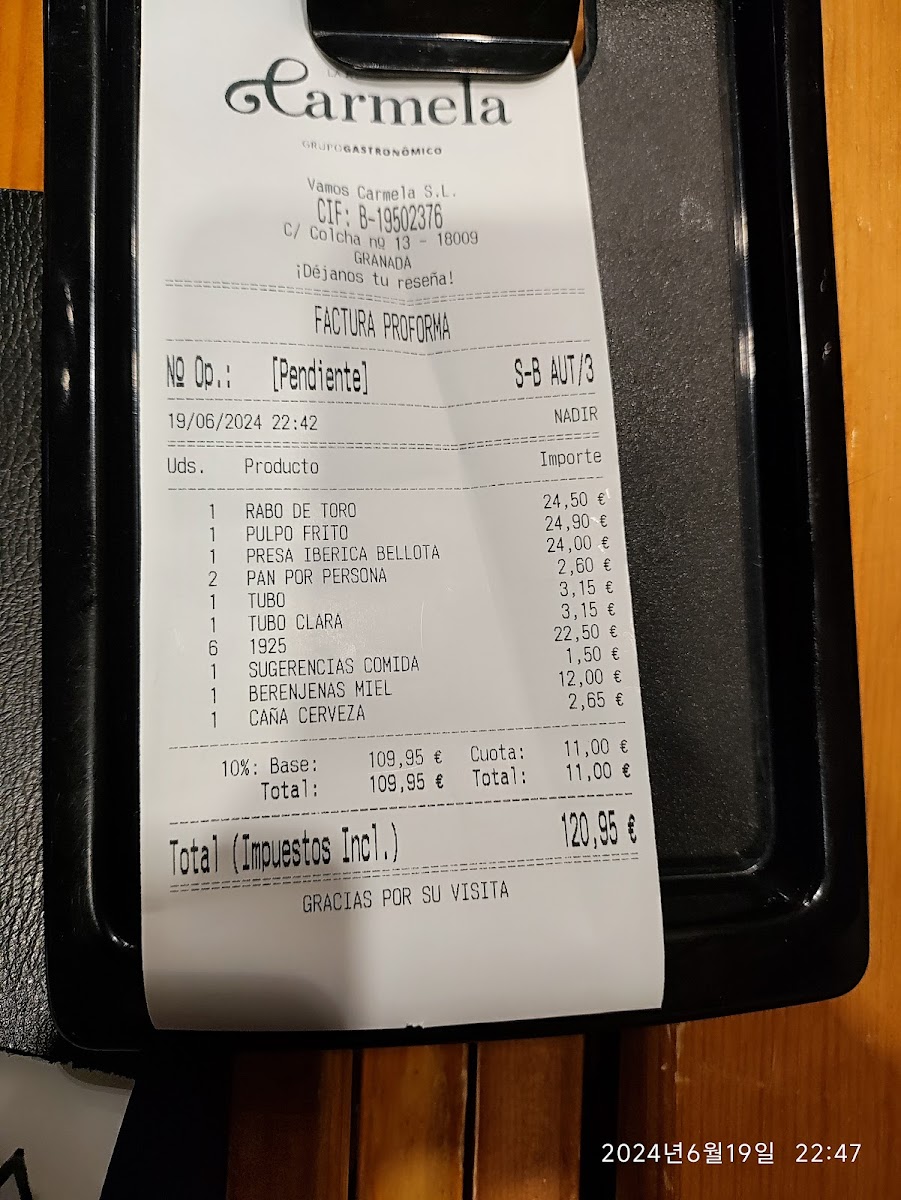 Carmela
GRUPOGASTRONÓMICO
Vamos Carmela S.L.
CIF: B-19502376
C/ Colcha nº 13 - 18009
GRANADA
¡Déjanos tu reseña!
FACTURA PROFORMA
Nº Op.: [Pendiente] S-B AUT/3
19/06/2024 22:42 NADIR
Uds. Producto Importe
1 RABO DE TORO 24,50 €
1 PULPO FRITO 24,90 €
1 PRESA IBERICA BELLOTA 24,00 €
2 PAN POR PERSONA 2,60 €
1 TUBO 3,15 €
1 TUBO CLARA 3,15 €
6 1925 22,50 €
1 SUGERENCIAS COMIDA 1,50 €
1 BERENJENAS MIEL 12,00 €
1 CAÑA CERVEZA 2,65 €
10%: Base: 109,95 € Cuota: 11,00 €
Total: 109,95 € Total: 11,00 €
Total (Impuestos Incl.) 120,95 €
GRACIAS POR SU VISITA
2024년6월19일 22:47